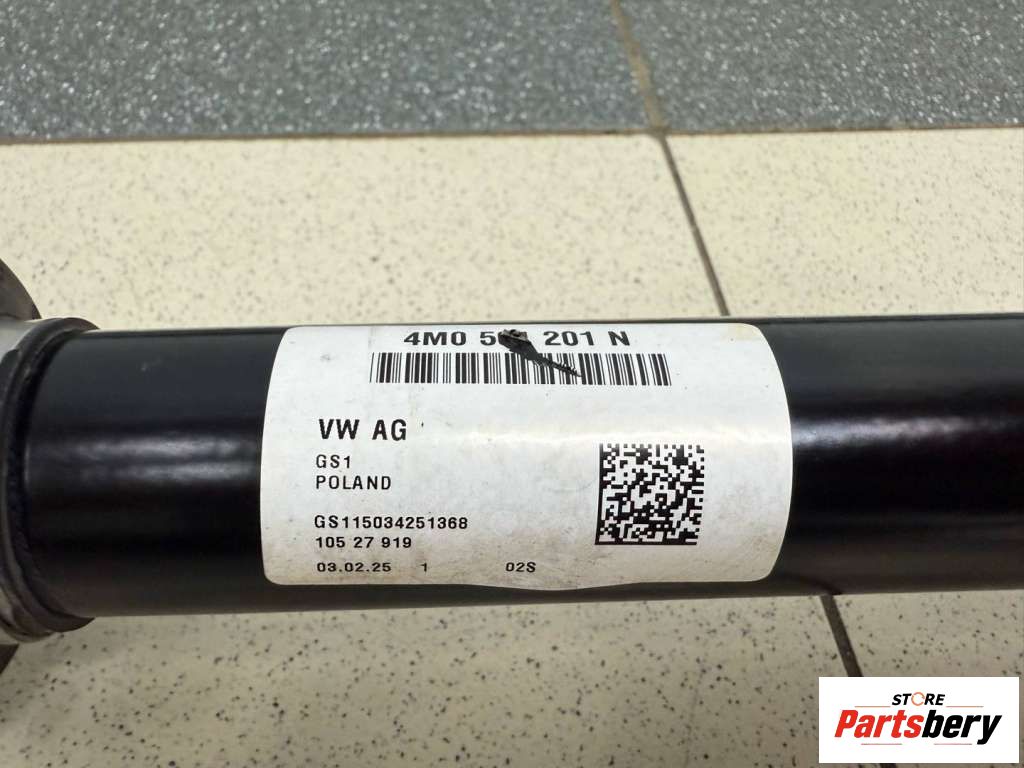 4M0 201 N
VW AG
GS1
POLAND
GS115034251368
105 27 919
03.02.25 1 02S
STORE
Partsbery